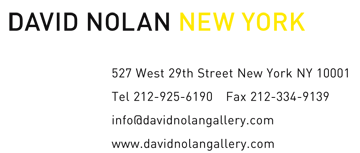 DAVID NOLAN NEW YORK
527 West 29th Street New York NY 10001
Tel 212-925-6190 Fax 212-334-9139
info@davidnolangallery.com
www.davidnolangallery.com